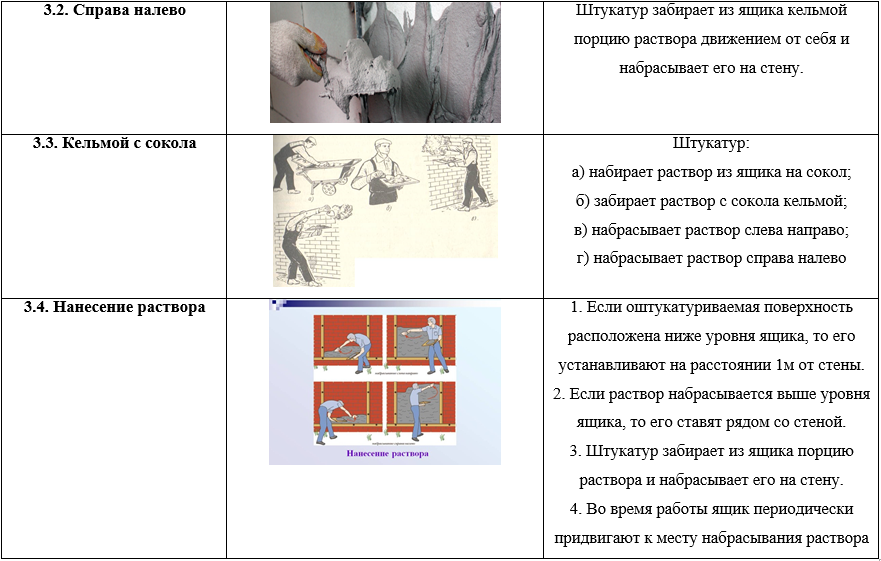 3.2. Справа налево
Штукатур забирает из ящика кельмой
порцию раствора движением от себя и
набрасывает его на стену.
3.3. Кельмой с сокола
а)
Штукатур:
а) набирает раствор из ящика на сокол;
б) забирает раствор с сокола кельмой;
в) набрасывает раствор слева направо;
г) набрасывает раствор справа налево
3.4. Нанесение раствора
Нанесение раствора
1. Если оштукатуриваемая поверхность
расположена ниже уровня ящика, то его
устанавливают на расстоянии 1м от стены.
2. Если раствор набрасывается выше уровня
ящика, то его ставят рядом со стеной.
3. Штукатур забирает из ящика порцию
раствора и набрасывает его на стену.
4. Во время работы ящик периодически
придвигают к месту набрасывания раствора